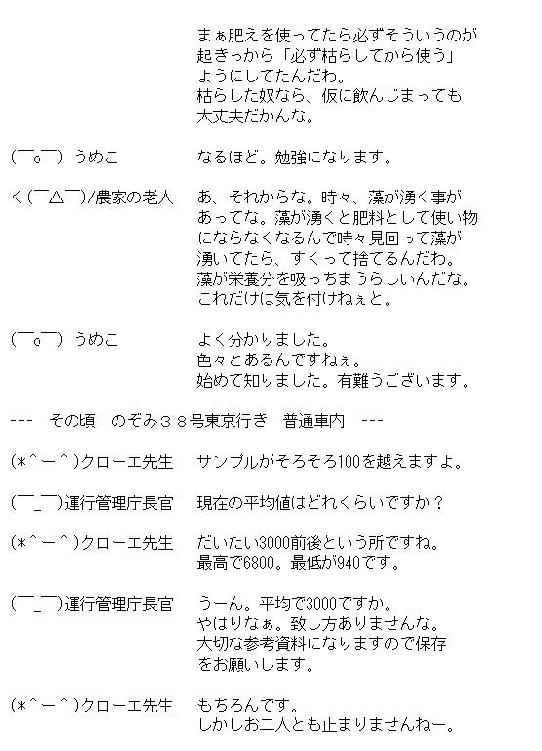 まぁ肥えを使ってたら必ずそういうのが
起きっから「必ず枯らしてから使う」
ようにしてたんだわ。
枯らした奴なら、仮に飲んじまっても
大丈夫だかんな。
(￣o￣) うめこ　なるほど。勉強になります。
く(￣△￣)/農家の老人　あ、それからな。時々、藻が湧く事が
あってな。藻が湧くと肥料として使い物
にならなくなるんで時々見回って藻が
湧いてたら、すくって捨てるんだわ。
藻が栄養分を吸っちまうらしいんだな。
これだけは気を付けねぇと。
(￣o￣) うめこ　よく分かりました。
色々とあるんですねぇ。
始めて知りました。有難うございます。
---　その頃　のぞみ３８号東京行き　普通車内　---
(*＾ー＾)クローエ先生　サンプルがそろそろ100を越えますよ。
(￣_￣)運行管理庁長官　現在の平均値はどれくらいですか？
(*＾ー＾)クローエ先生　だいたい3000前後という所ですね。
最高で6800。最低が940です。
(￣_￣)運行管理庁長官　うーん。平均で3000ですか。
やはりなぁ。致し方ありませんな。
大切な参考資料になりますので保存
をお願いします。
(*＾ー＾)クローエ先生　もちろんです。
しかしお二人とも止まりませんねー。